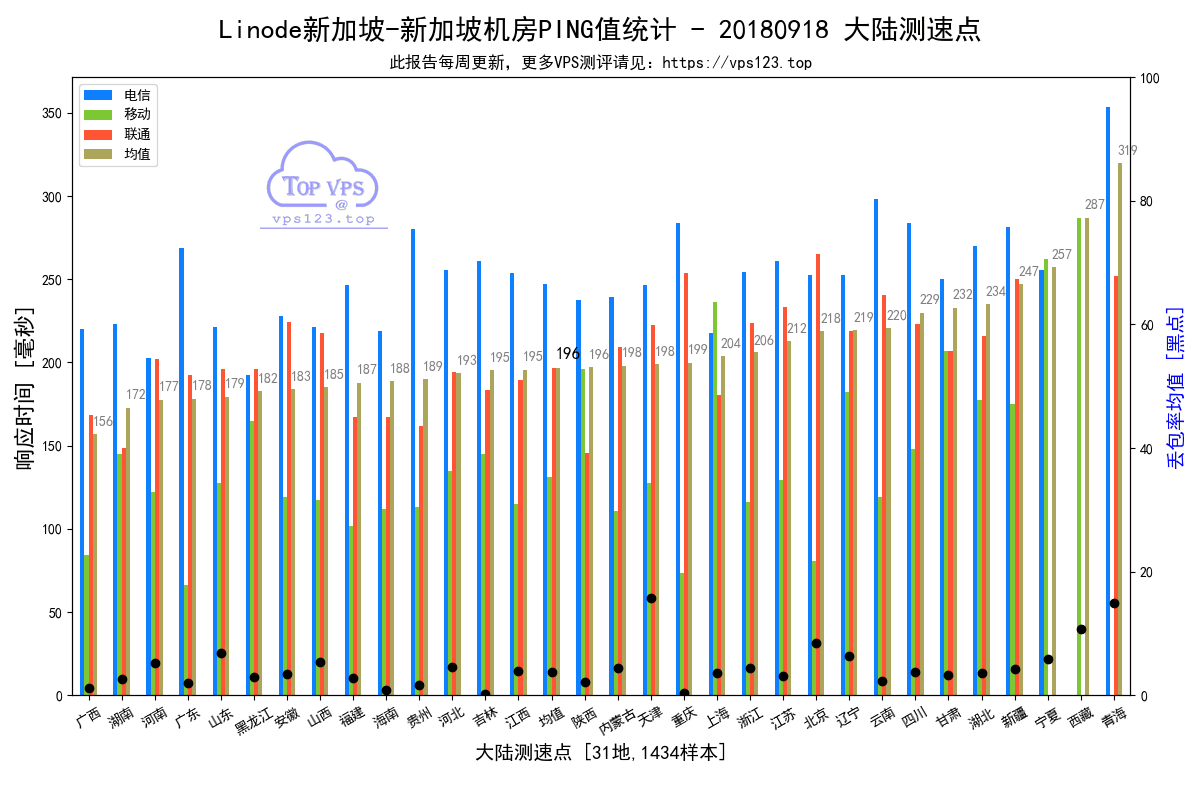 Linode新加坡-新加坡机房PING值统计 - 20180918 大陆测速点
此报告每周更新，更多VPS测评请见：https://vps123.top
电信
移动
联通
均值
TOP VPS
@
vps123.top
响应时间 [毫秒]
350
300
250
200
150
100
50
0
156
172
177
178
179
182
183
185
187
188
189
193
195
195
196
196
198
198
199
204
206
212
218
219
220
229
232
234
247
257
287
319
100
80
60
40
20
0
丢包率均值 [黑点]
广西
湖南
河南
广东
山东
黑龙江
安徽
山西
福建
海南
贵州
河北
吉林
江西
均值
陕西
内蒙古
天津
重庆
上海
浙江
江苏
北京
辽宁
云南
四川
甘肃
湖北
新疆
宁夏
西藏
青海
大陆测速点 [31地,1434样本]